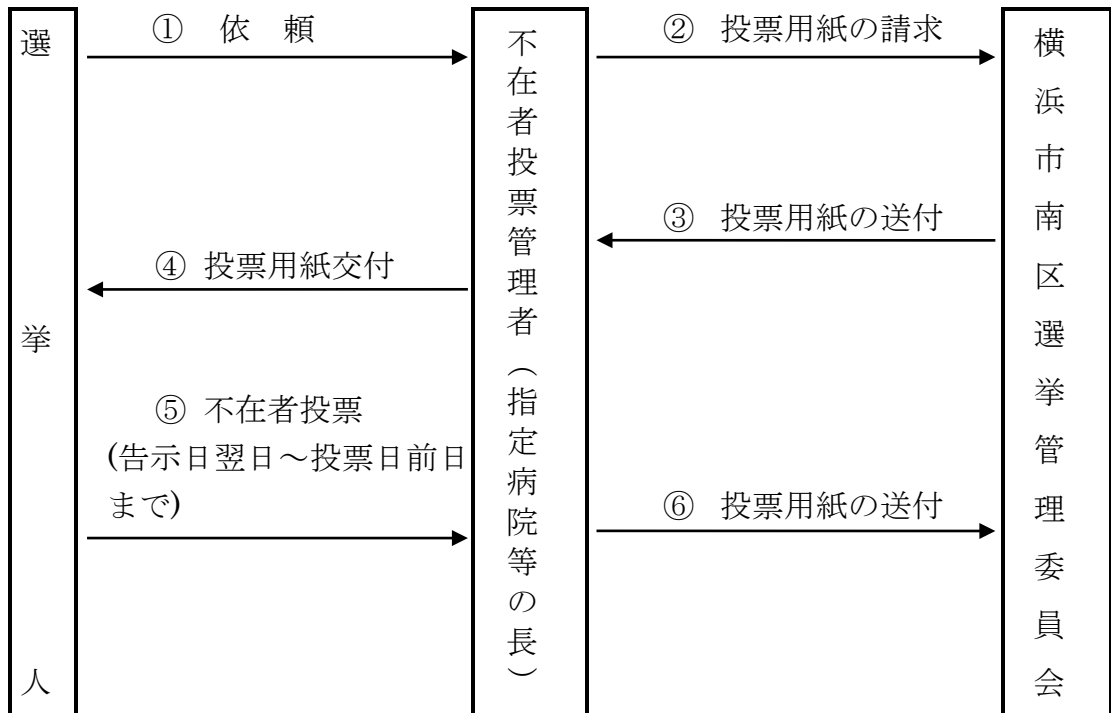 選挙人
① 依 頼
不在者投票管理者（指定病院等の長）
② 投票用紙の請求
横浜市南区選挙管理委員会
③ 投票用紙の送付
④ 投票用紙交付
⑤ 不在者投票
(告示日翌日～投票日前日
まで)
⑥ 投票用紙の送付